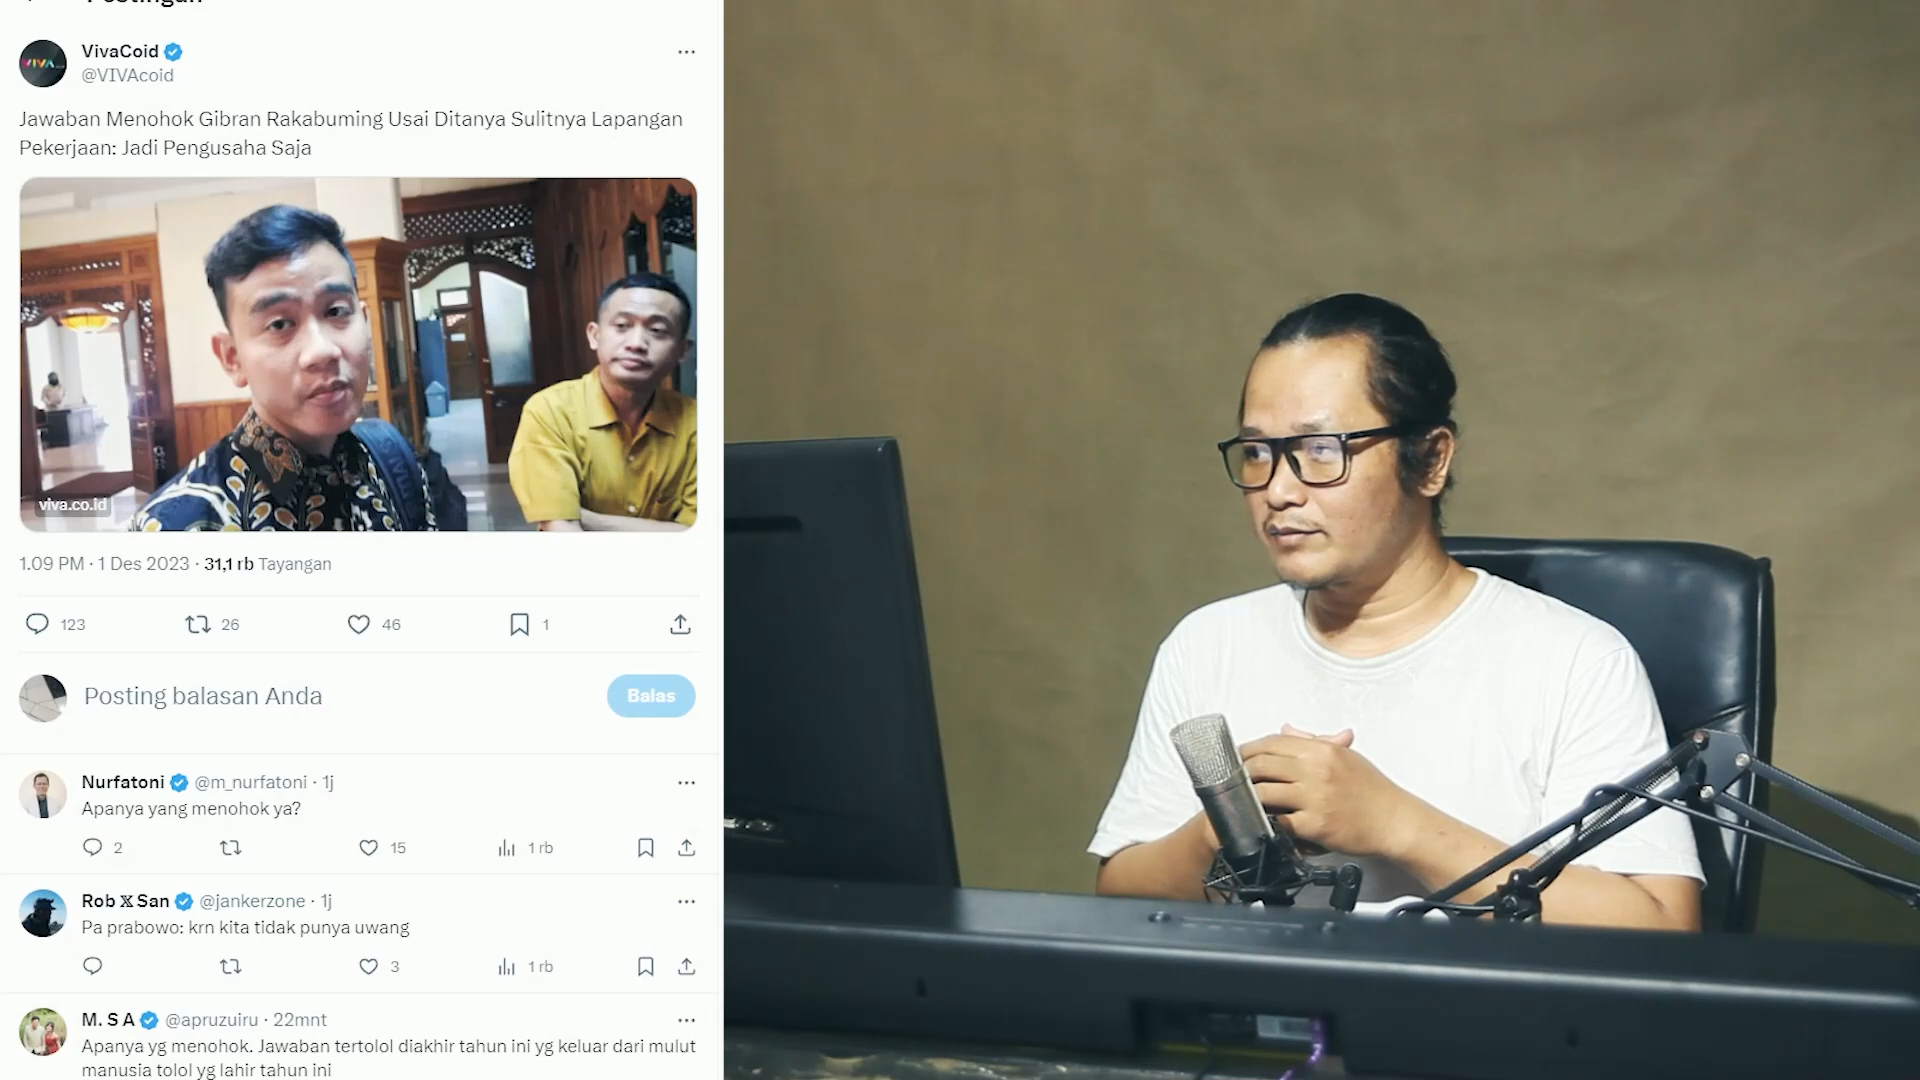 Postingan
VIVA
VivaCoid
@VIVAcoid
Jawaban Menohok Gibran Rakabuming Usai Ditanya Sulitnya Lapangan
Pekerjaan: Jadi Pengusaha Saja
viva.co.id
1.09 PM · 1 Des 2023 · 31,1 rb Tayangan
123 26 46 1
Posting balasan Anda
Balas
Nurfatoni @m_nurfatoni · 1j
Apanya yang menohok ya?
2 15 1 rb
Rob 𝕏 San @jankerzone · 1j
Pa prabowo: krn kita tidak punya uwang
3 1 rb
M. S A @apruzuiru · 22mnt
Apanya yg menohok. Jawaban tertolol diakhir tahun ini yg keluar dari mulut
manusia tolol yg lahir tahun ini